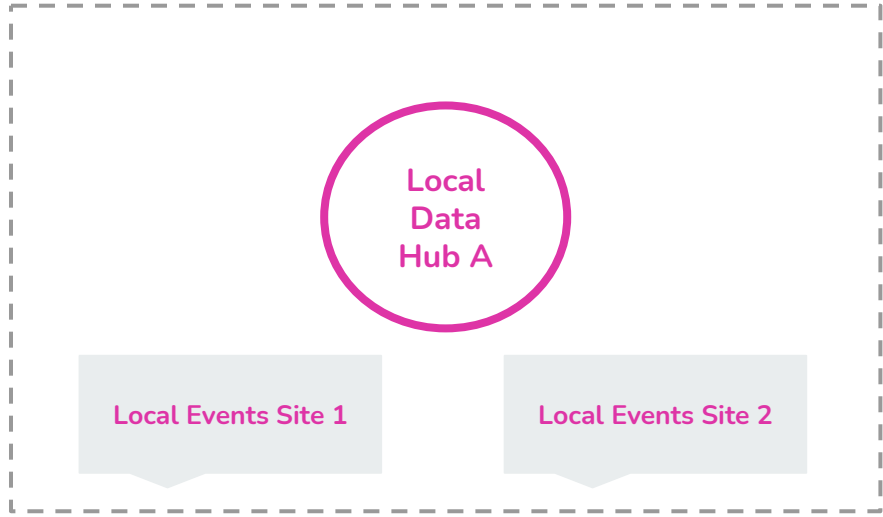 Local
Data
Hub A
Local Events Site 1
Local Events Site 2